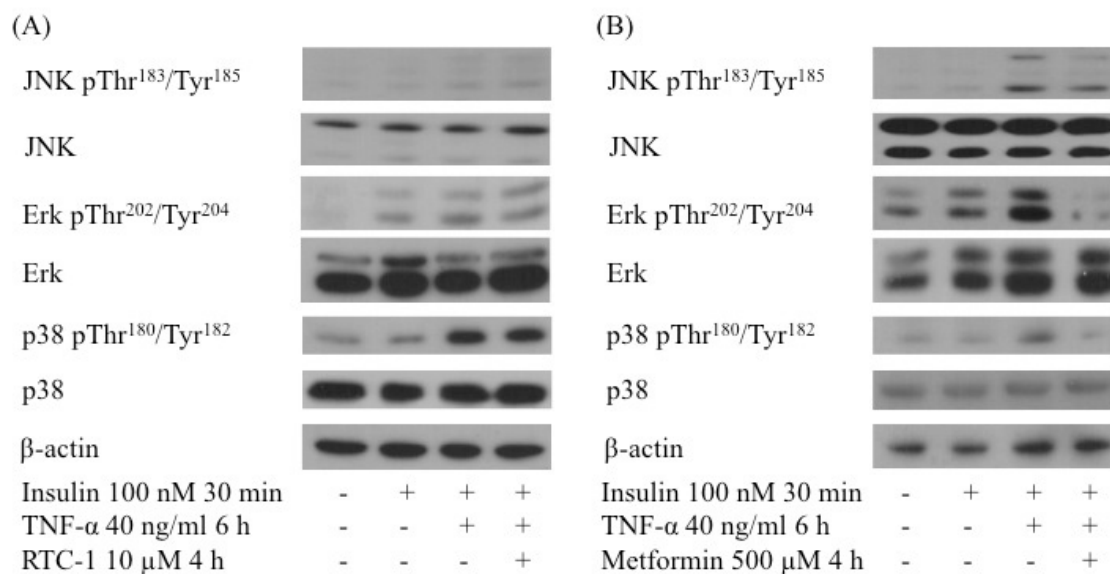 (A)
JNK pThr¹⁸³/Tyr¹⁸⁵
JNK
Erk pThr²⁰²/Tyr²⁰⁴
Erk
p38 pThr¹⁸⁰/Tyr¹⁸²
p38
β-actin
Insulin 100 nM 30 min - + + +
TNF-α 40 ng/ml 6 h - - + +
RTC-1 10 µM 4 h - - - +
(B)
JNK pThr¹⁸³/Tyr¹⁸⁵
JNK
Erk pThr²⁰²/Tyr²⁰⁴
Erk
p38 pThr¹⁸⁰/Tyr¹⁸²
p38
β-actin
Insulin 100 nM 30 min - + + +
TNF-α 40 ng/ml 6 h - - + +
Metformin 500 µM 4 h - - - +